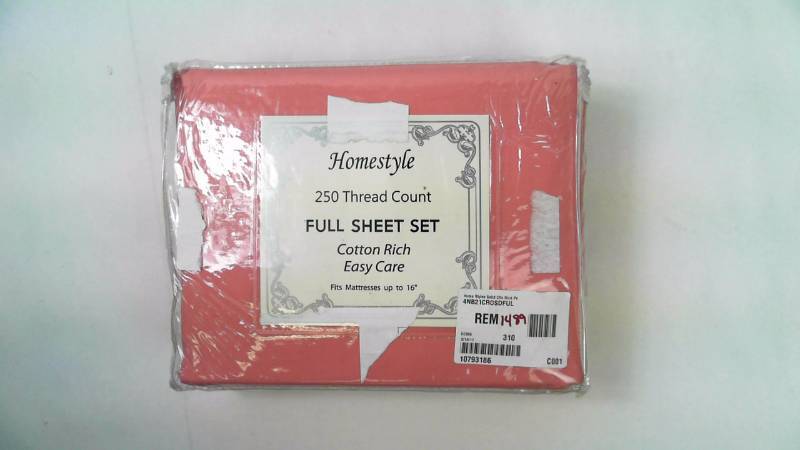 Homestyle
250 Thread Count
FULL SHEET SET
Cotton Rich
Easy Care
Fits Mattresses up to 16"
4NB21CROSDFUL
REM 1499
310
10793186
C001